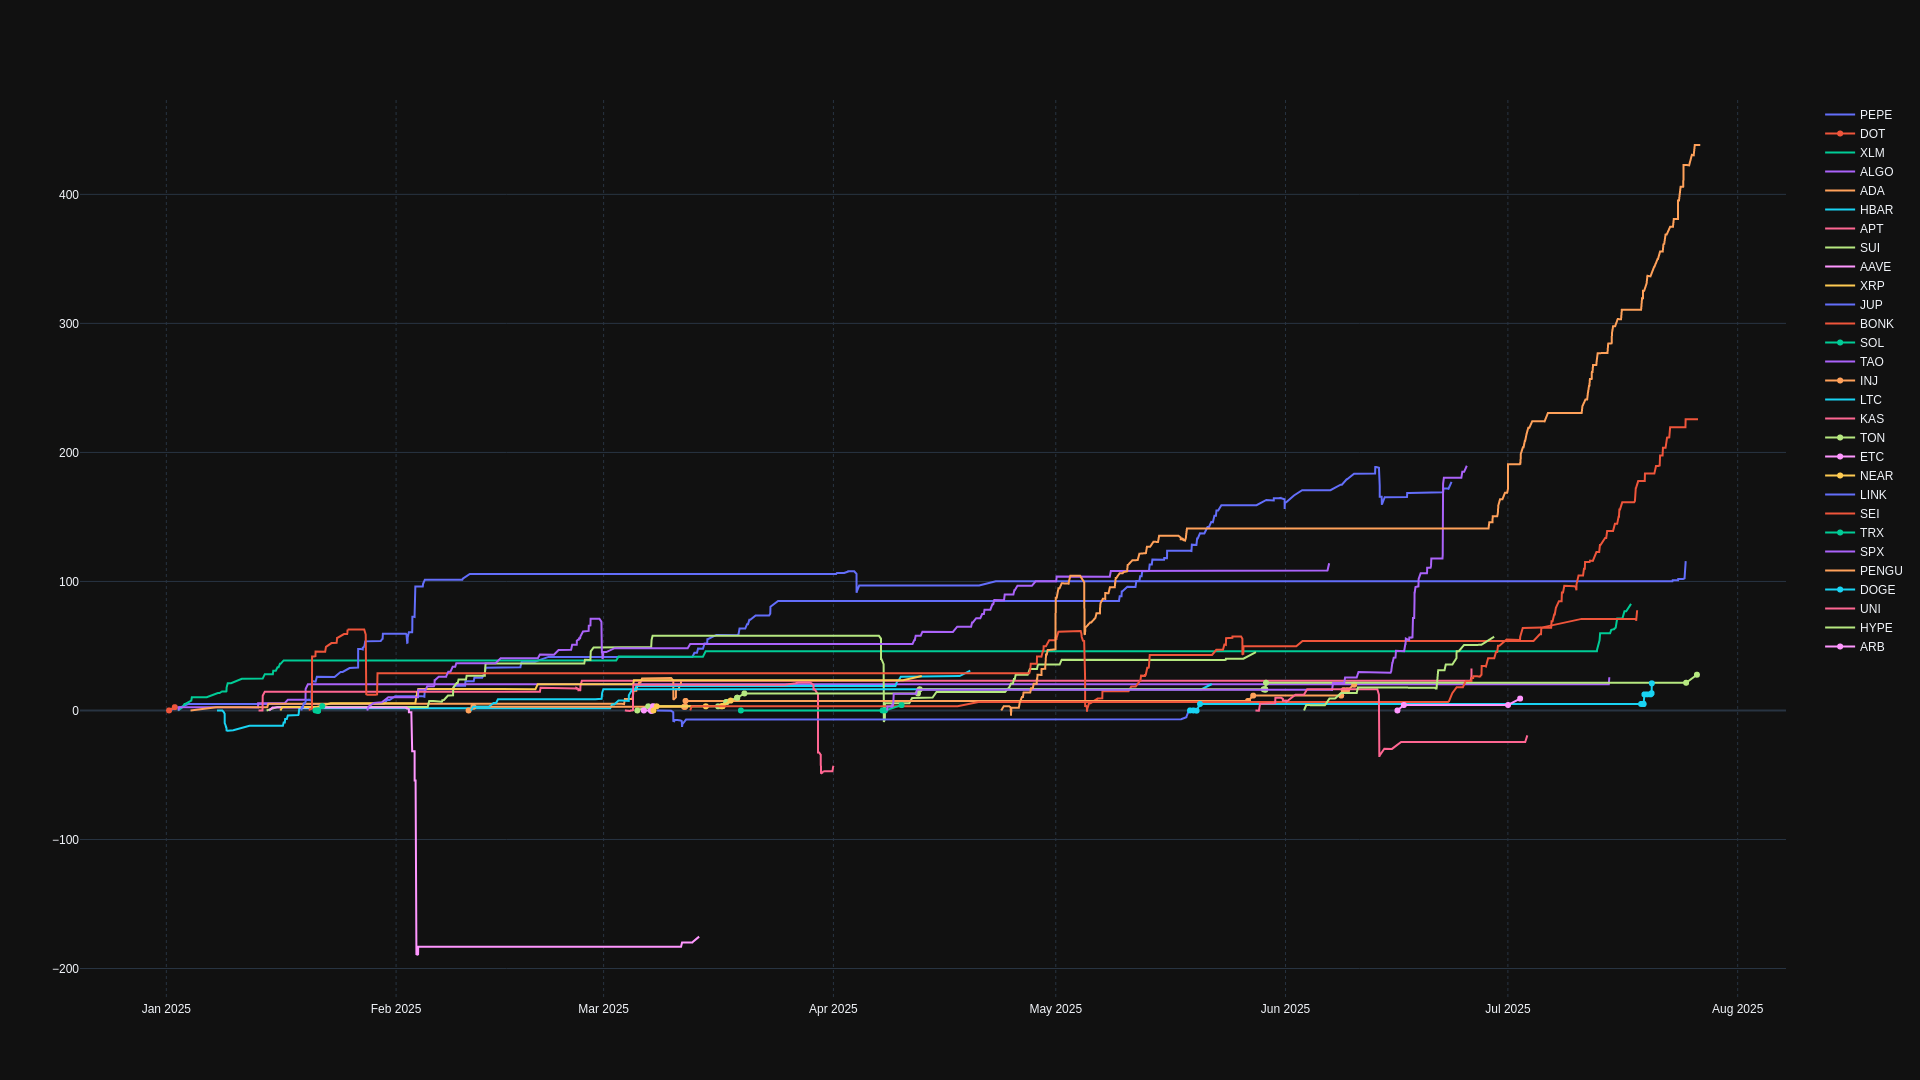 400
300
200
100
0
−100
−200
Jan 2025
Feb 2025
Mar 2025
Apr 2025
May 2025
Jun 2025
Jul 2025
Aug 2025
PEPE
DOT
XLM
ALGO
ADA
HBAR
APT
SUI
AAVE
XRP
JUP
BONK
SOL
TAO
INJ
LTC
KAS
TON
ETC
NEAR
LINK
SEI
TRX
SPX
PENGU
DOGE
UNI
HYPE
ARB